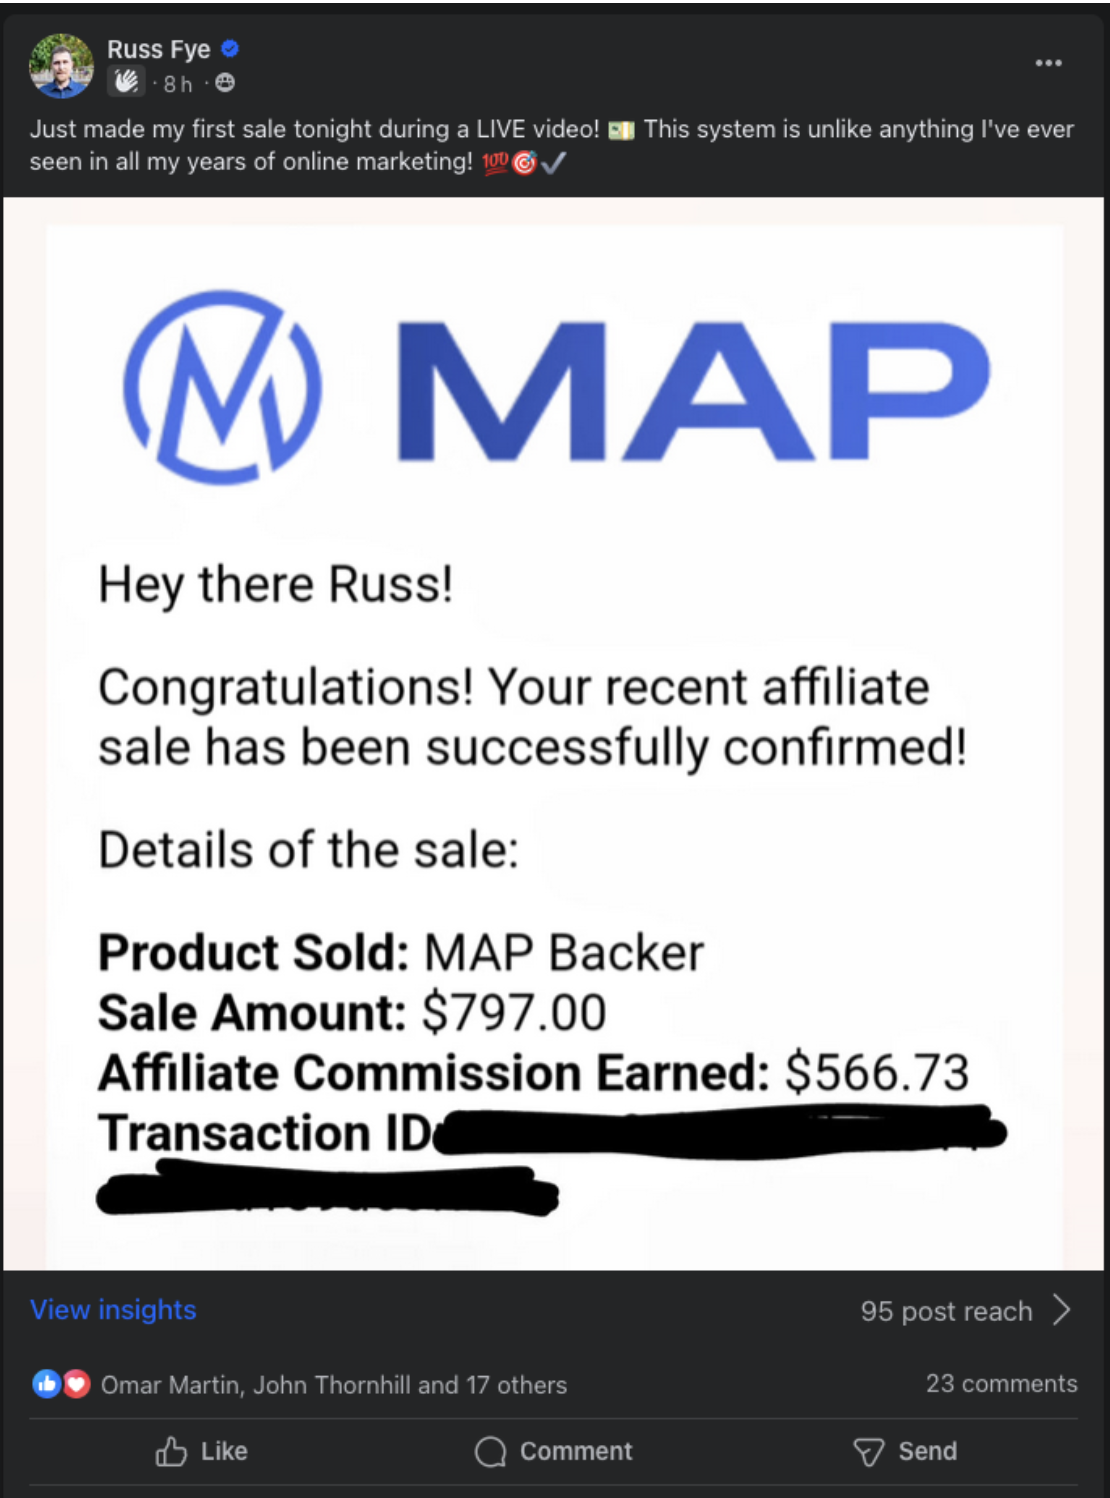 Russ Fye
· 8 h ·
Just made my first sale tonight during a LIVE video! 💵 This system is unlike anything I've ever
seen in all my years of online marketing! 💯🎯✔️
MAP
Hey there Russ!
Congratulations! Your recent affiliate
sale has been successfully confirmed!
Details of the sale:
Product Sold: MAP Backer
Sale Amount: $797.00
Affiliate Commission Earned: $566.73
Transaction ID
View insights
95 post reach
Omar Martin, John Thornhill and 17 others
23 comments
Like
Comment
Send